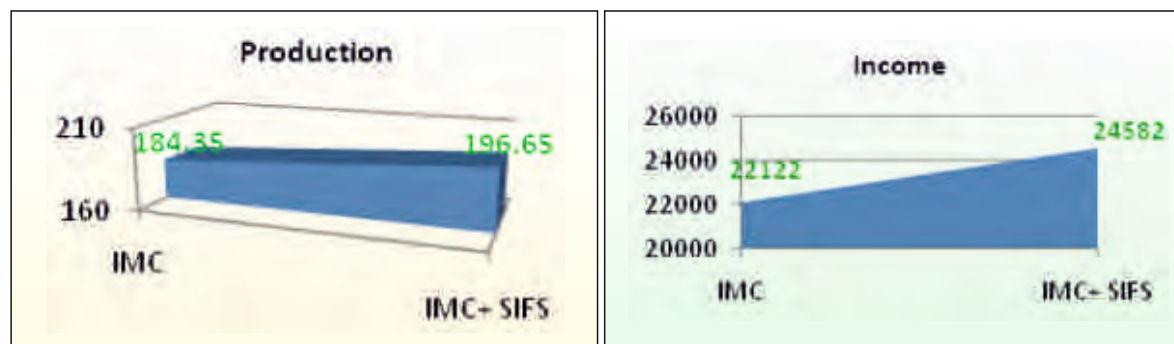 Production
210
184.35
196.65
160
IMC
IMC+ SIFS
Income
26000
24582
24000
22122
22000
20000
IMC
IMC+ SIFS